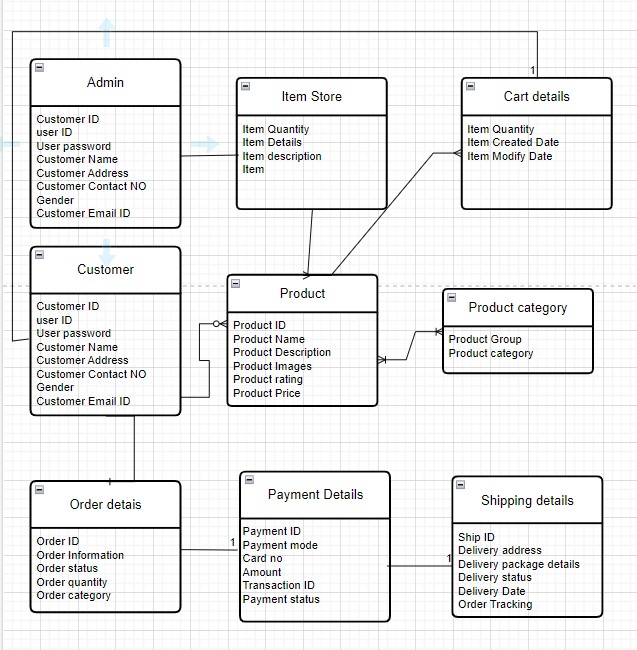 1
Admin
Customer ID
user ID
User password
Customer Name
Customer Address
Customer Contact NO
Gender
Customer Email ID
Item Store
Item Quantity
Item Details
Item description
Item
Cart details
Item Quantity
Item Created Date
Item Modify Date
Customer
Customer ID
user ID
User password
Customer Name
Customer Address
Customer Contact NO
Gender
Customer Email ID
Product
Product ID
Product Name
Product Description
Product Images
Product rating
Product Price
Product category
Product Group
Product category
Order detais
Order ID
Order Information
Order status
Order quantity
Order category
1
Payment Details
Payment ID
Payment mode
Card no
Amount
Transaction ID
Payment status
1
Shipping details
Ship ID
Delivery address
Delivery package details
Delivery status
Delivery Date
Order Tracking